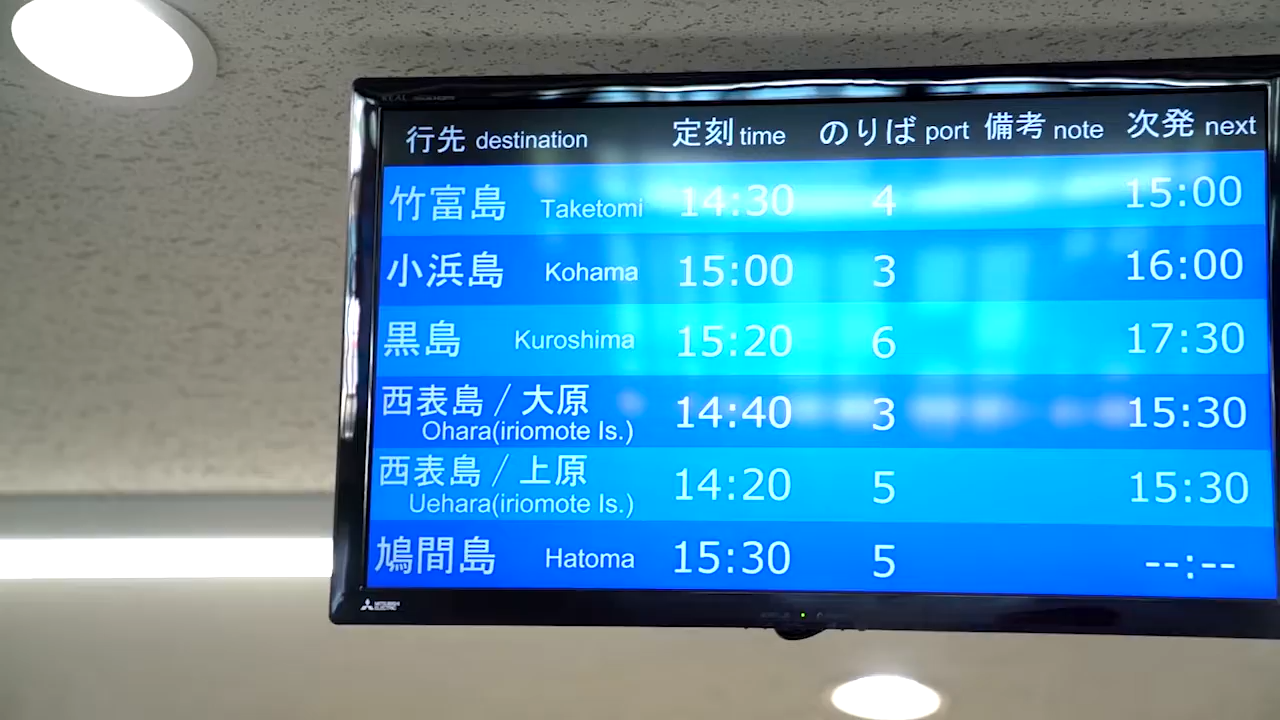 行先 destination 定刻 time のりば port 備考 note 次発 next
竹富島 Taketomi 14:30 4 15:00
小浜島 Kohama 15:00 3 16:00
黒島 Kuroshima 15:20 6 17:30
西表島 / 大原 14:40 3 15:30
Ohara(iriomote Is.)
西表島 / 上原 14:20 5 15:30
Uehara(iriomote Is.)
鳩間島 Hatoma 15:30 5 --:--
MITSUBISHI
ELECTRIC